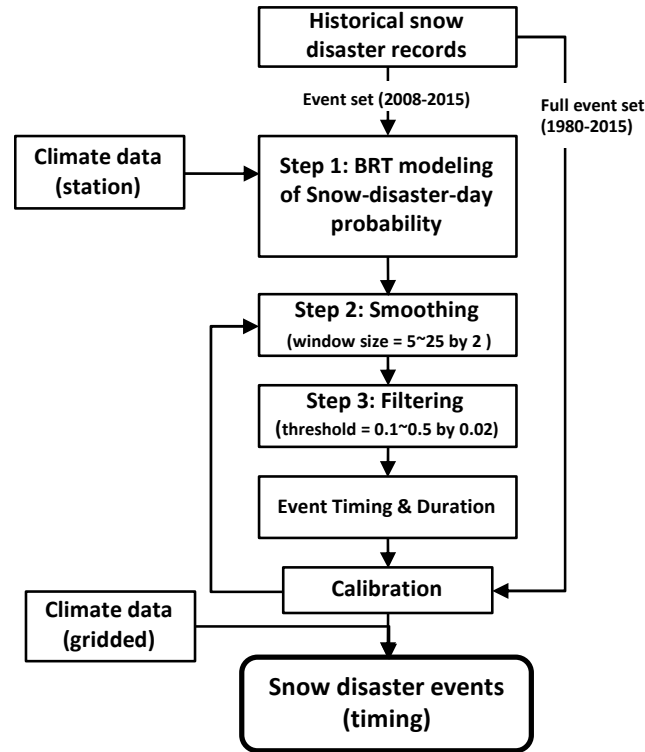 Historical snow
disaster records
Event set (2008-2015)
Full event set
(1980-2015)
Climate data
(station)
Step 1: BRT modeling
of Snow-disaster-day
probability
Step 2: Smoothing
(window size = 5~25 by 2 )
Step 3: Filtering
(threshold = 0.1~0.5 by 0.02)
Event Timing & Duration
Calibration
Climate data
(gridded)
Snow disaster events
(timing)